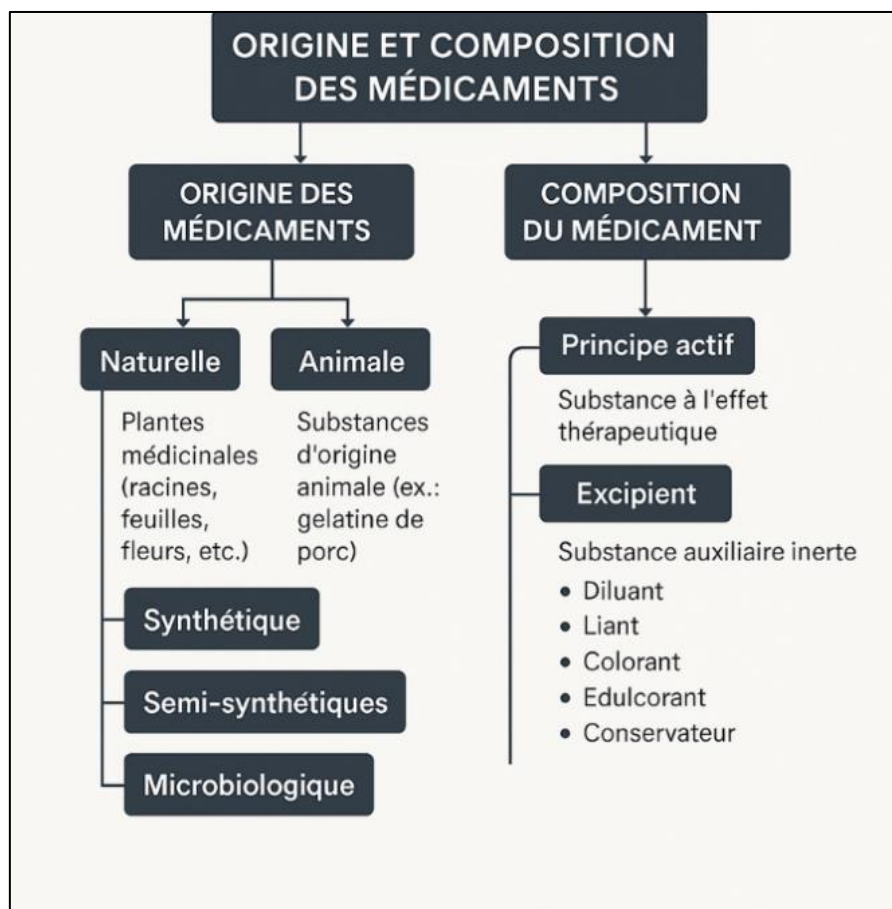 ORIGINE ET COMPOSITION
DES MÉDICAMENTS
ORIGINE DES
MÉDICAMENTS
Naturelle
Plantes
médicinales
(racines,
feuilles,
fleurs, etc.)
Animale
Substances
d'origine
animale (ex.:
gelatine de
porc)
Synthétique
Semi-synthétiques
Microbiologique
COMPOSITION
DU MÉDICAMENT
Principe actif
Substance à l'effet
thérapeutique
Excipient
Substance auxiliaire inerte
• Diluant
• Liant
• Colorant
• Edulcorant
• Conservateur